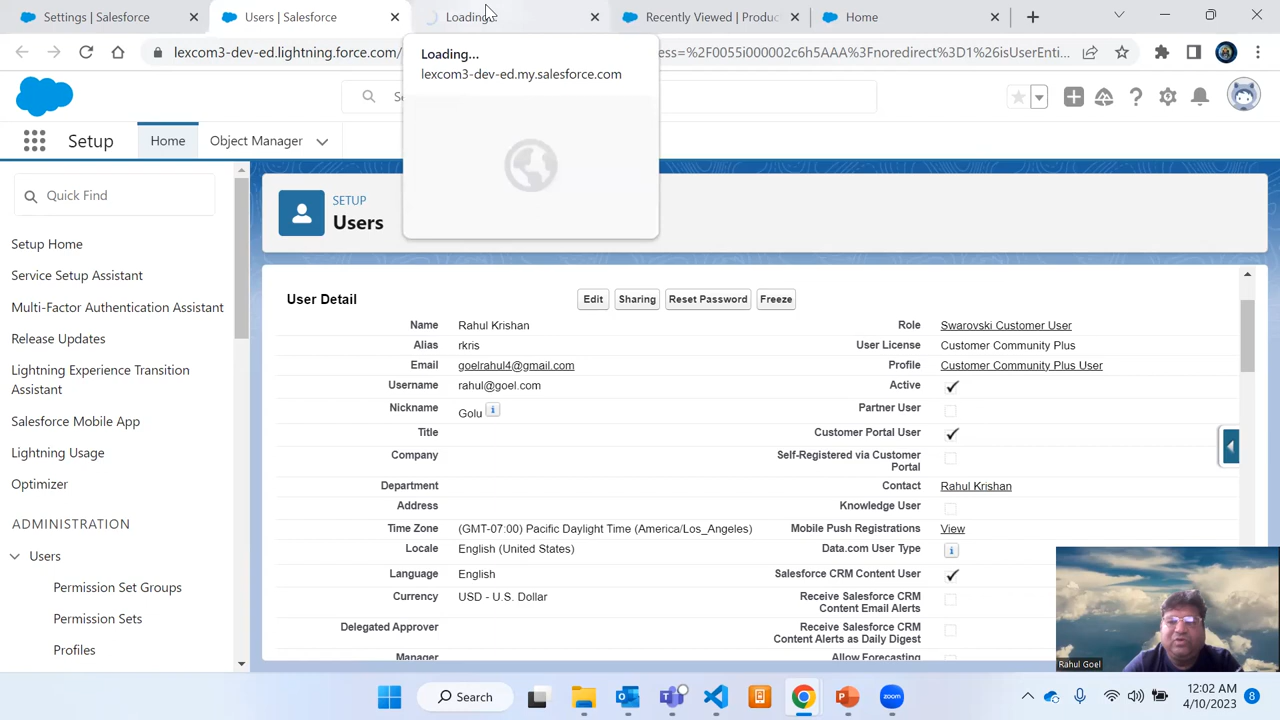 Settings | Salesforce
Users | Salesforce
Loading...
Recently Viewed | Produc
Home
lexcom3-dev-ed.lightning.force.com/
ess=%2F0055i000002c6h5AAA%3Fnoredirect%3D1%26isUserEnti...
Loading...
lexcom3-dev-ed.my.salesforce.com
Se
Setup
Home
Object Manager
Quick Find
SETUP
Users
Setup Home
Service Setup Assistant
Multi-Factor Authentication Assistant
Release Updates
Lightning Experience Transition
Assistant
Salesforce Mobile App
Lightning Usage
Optimizer
ADMINISTRATION
Users
Permission Set Groups
Permission Sets
Profiles
User Detail
Edit
Sharing
Reset Password
Freeze
Name Rahul Krishan
Role Swarovski Customer User
Alias rkris
User License Customer Community Plus
Email goelrahul4@gmail.com
Profile Customer Community Plus User
Username rahul@goel.com
Active
Nickname Golu i
Partner User
Title
Customer Portal User
Company
Self-Registered via Customer
Portal
Department
Contact Rahul Krishan
Address
Knowledge User
Time Zone (GMT-07:00) Pacific Daylight Time (America/Los_Angeles)
Mobile Push Registrations View
Locale English (United States)
Data.com User Type i
Language English
Salesforce CRM Content User
Currency USD - U.S. Dollar
Receive Salesforce CRM
Content Email Alerts
Delegated Approver
Receive Salesforce CRM
Content Alerts as Daily Digest
Manager
Allow Forecasting
Rahul Goel
Search
12:02 AM
4/10/2023
8